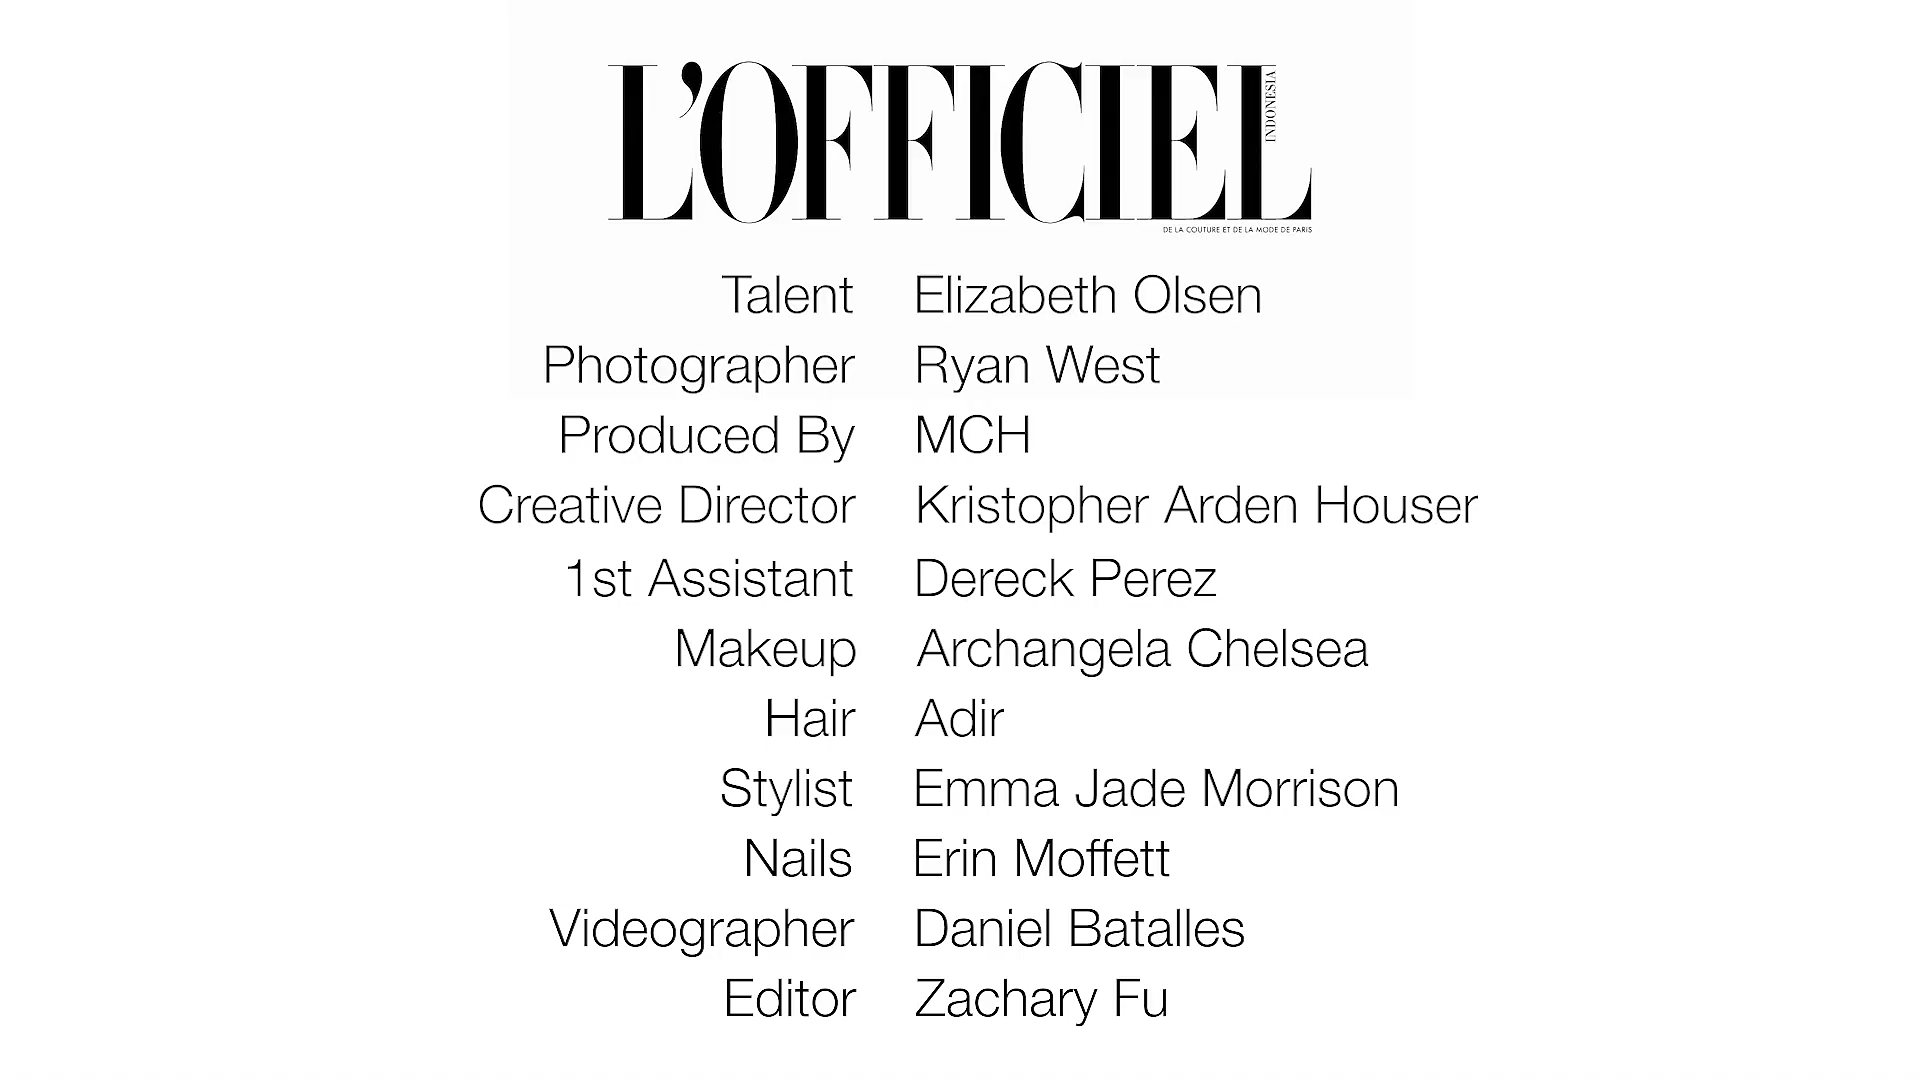 L'OFFICIEL
INDONESIA
DE LA COUTURE ET DE LA MODE DE PARIS
Talent Elizabeth Olsen
Photographer Ryan West
Produced By MCH
Creative Director Kristopher Arden Houser
1st Assistant Dereck Perez
Makeup Archangela Chelsea
Hair Adir
Stylist Emma Jade Morrison
Nails Erin Moffett
Videographer Daniel Batalles
Editor Zachary Fu